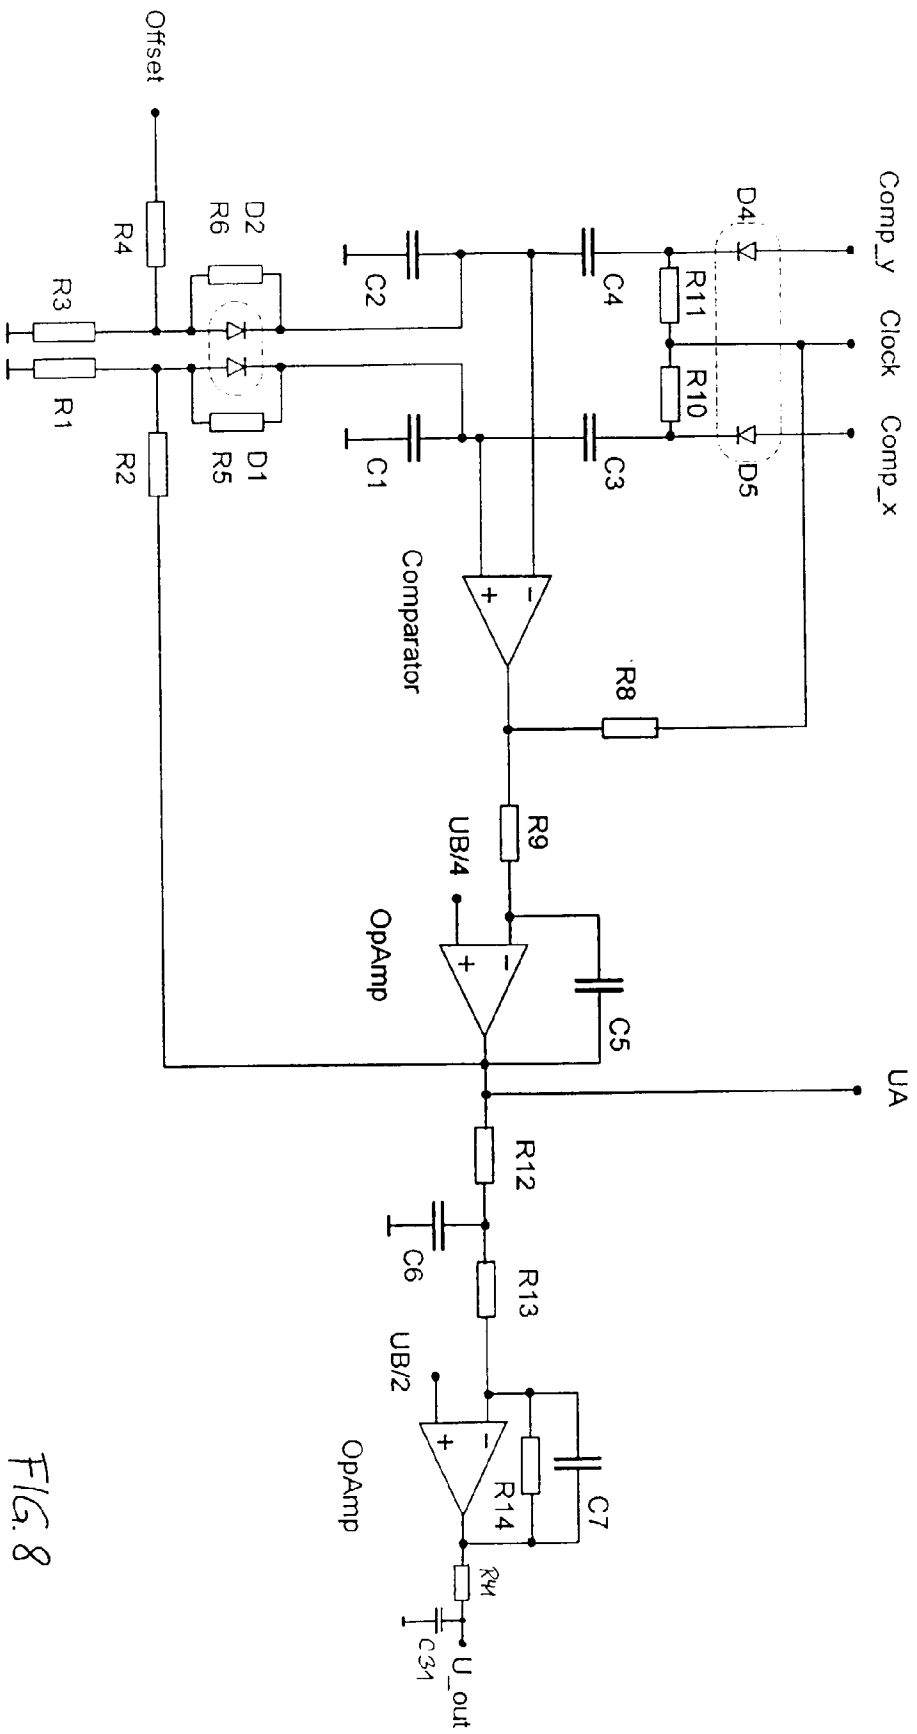 Comp_y
Clock
Comp_x
D4
D5
R11
R10
C4
C3
C2
C1
Offset
R4
D2
R6
R3
R1
R2
D1
R5
−
+
Comparator
R8
R9
UB/4
−
+
OpAmp
C5
UA
R12
C6
R13
UB/2
−
+
OpAmp
C7
R14
R41
C31
U_out
FIG. 8